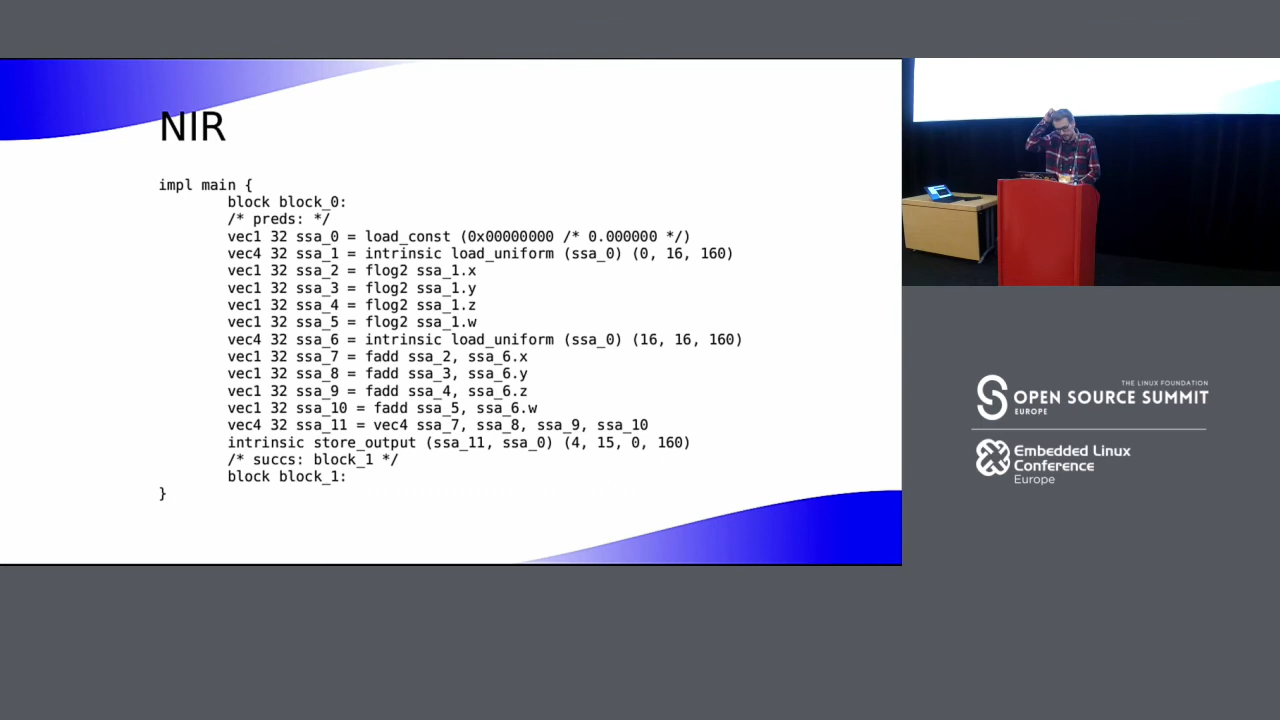 NIR
impl main {
block block_0:
/* preds: */
vec1 32 ssa_0 = load_const (0x00000000 /* 0.000000 */)
vec4 32 ssa_1 = intrinsic load_uniform (ssa_0) (0, 16, 160)
vec1 32 ssa_2 = flog2 ssa_1.x
vec1 32 ssa_3 = flog2 ssa_1.y
vec1 32 ssa_4 = flog2 ssa_1.z
vec1 32 ssa_5 = flog2 ssa_1.w
vec4 32 ssa_6 = intrinsic load_uniform (ssa_0) (16, 16, 160)
vec1 32 ssa_7 = fadd ssa_2, ssa_6.x
vec1 32 ssa_8 = fadd ssa_3, ssa_6.y
vec1 32 ssa_9 = fadd ssa_4, ssa_6.z
vec1 32 ssa_10 = fadd ssa_5, ssa_6.w
vec4 32 ssa_11 = vec4 ssa_7, ssa_8, ssa_9, ssa_10
intrinsic store_output (ssa_11, ssa_0) (4, 15, 0, 160)
/* succs: block_1 */
block block_1:
}
THE LINUX FOUNDATION
OPEN SOURCE SUMMIT
EUROPE
Embedded Linux
Conference
Europe